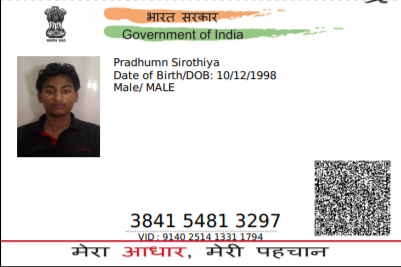 भारत सरकार
Government of India
Pradhumn Sirothiya
Date of Birth/DOB: 10/12/1998
Male/ MALE
3841 5481 3297
VID : 9140 2514 1331 1794
मेरा आधार, मेरी पहचान